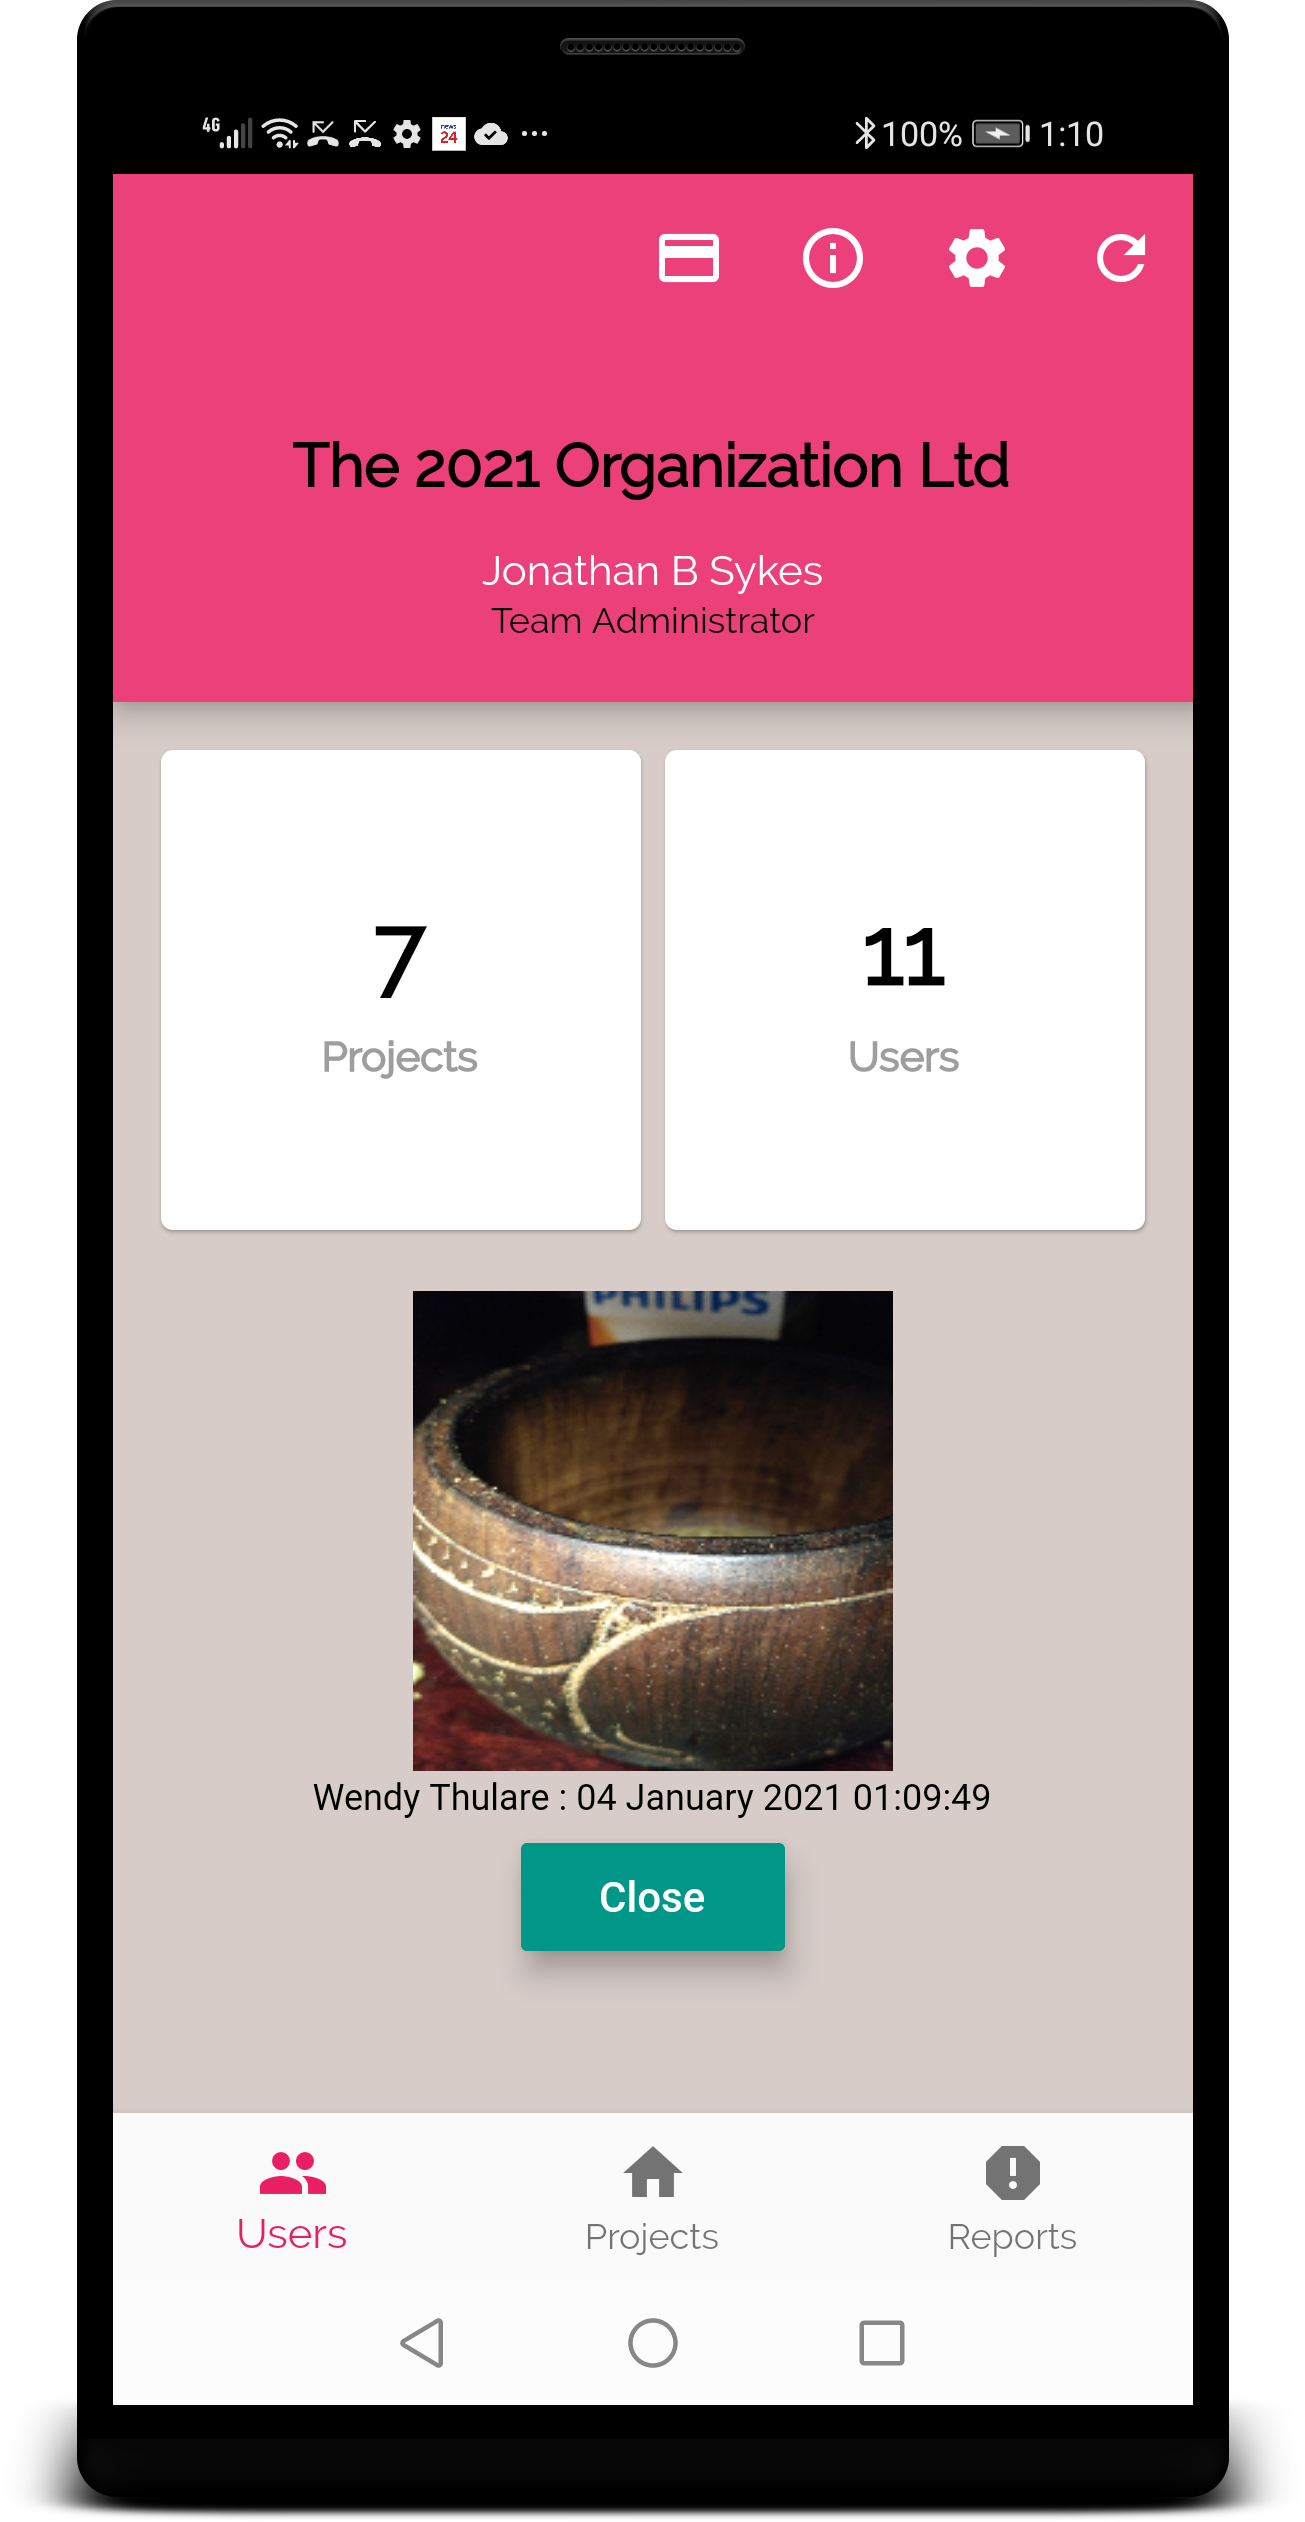 4G
news
24
100%
1:10
The 2021 Organization Ltd
Jonathan B Sykes
Team Administrator
7
Projects
11
Users
PHILIPS
Wendy Thulare : 04 January 2021 01:09:49
Close
Users
Projects
Reports